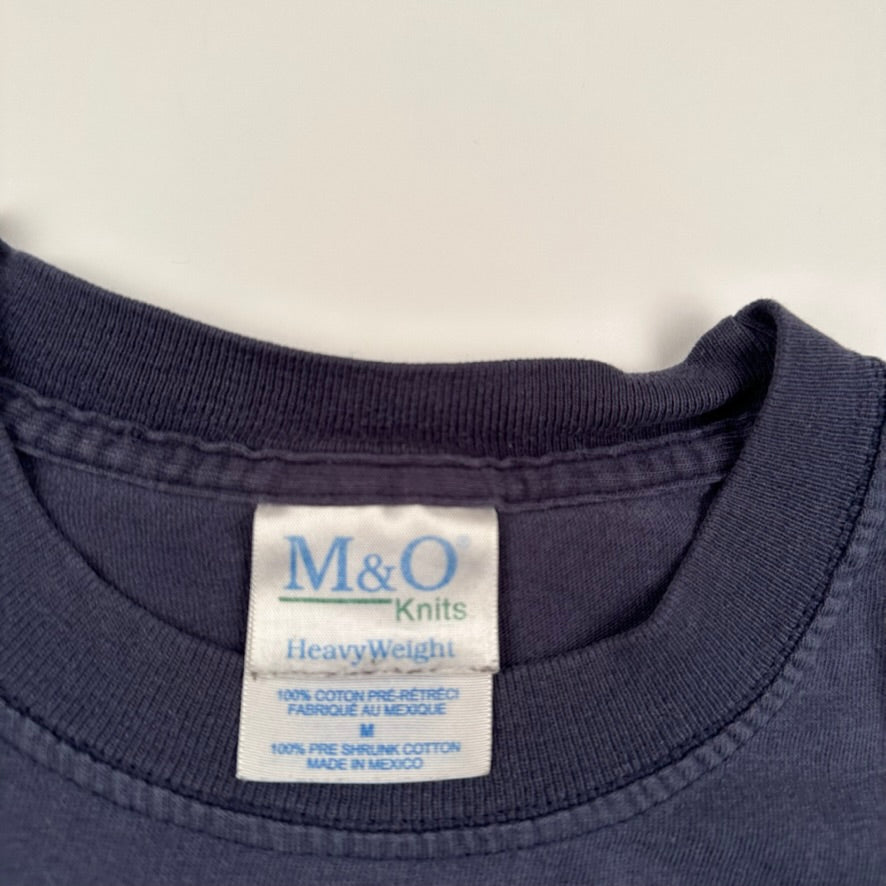 M&O®
Knits
HeavyWeight
100% COTON PRÉ-RÉTRÉCI
FABRIQUÉ AU MEXIQUE
M
100% PRE SHRUNK COTTON
MADE IN MEXICO